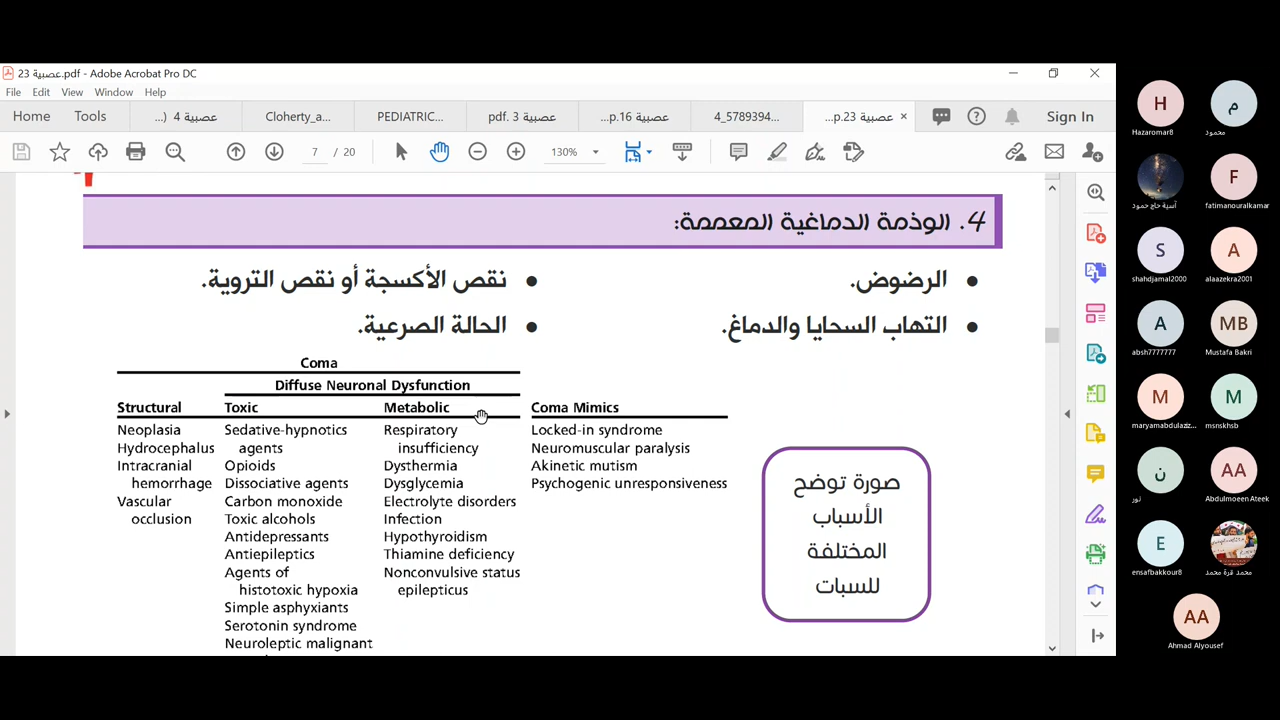 عصبية 23.pdf - Adobe Acrobat Pro DC
File Edit View Window Help
Home Tools عصبية 4 (...) Cloherty_a... PEDIATRIC... عصبية 3 .pdf عصبية 16.p... 4_5789394... عصبية 23.p... × Sign In
7 / 20 130%
4. الوذمة الدماغية المعممة:
• الرضوض. • نقص الأكسجة أو نقص التروية.
• التهاب السحايا والدماغ. • الحالة الصرعية.
Coma
Diffuse Neuronal Dysfunction
Structural Toxic Metabolic Coma Mimics
Neoplasia Sedative-hypnotics Respiratory Locked-in syndrome
Hydrocephalus agents insufficiency Neuromuscular paralysis
Intracranial Opioids Dysthermia Akinetic mutism
hemorrhage Dissociative agents Dysglycemia Psychogenic unresponsiveness
Vascular Carbon monoxide Electrolyte disorders
occlusion Toxic alcohols Infection
Antidepressants Hypothyroidism
Antiepileptics Thiamine deficiency
Agents of Nonconvulsive status
histotoxic hypoxia epilepticus
Simple asphyxiants
Serotonin syndrome
Neuroleptic malignant
صورة توضح
الأسباب
المختلفة
للسبات
H م
Hazaromar8 محمود
F
آسية حاج حمود fatimanouralkamar
S A
shahdjamal2000 alaazekra2001
A MB
absh7777777 Mustafa Bakri
M M
maryamabdulaziz... msnskhsb
ن AA
نور Abdulmoeen Ateek
E
ensafbakkour8 محمد قرة محمد
AA
Ahmad Alyousef